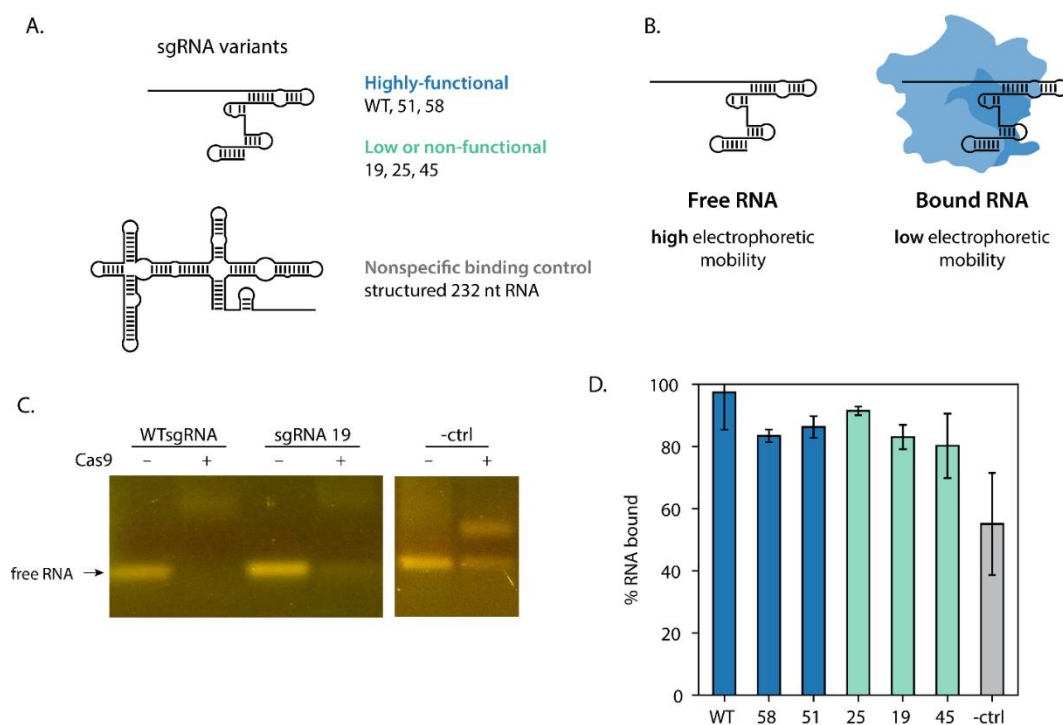 A.
sgRNA variants
Highly-functional
WT, 51, 58
Low or non-functional
19, 25, 45
Nonspecific binding control
structured 232 nt RNA
B.
Free RNA
high electrophoretic
mobility
Bound RNA
low electrophoretic
mobility
C.
WTsgRNA sgRNA 19 -ctrl
Cas9 – + – + – +
free RNA →
D.
% RNA bound
100
80
60
40
20
0
WT 58 51 25 19 45 -ctrl